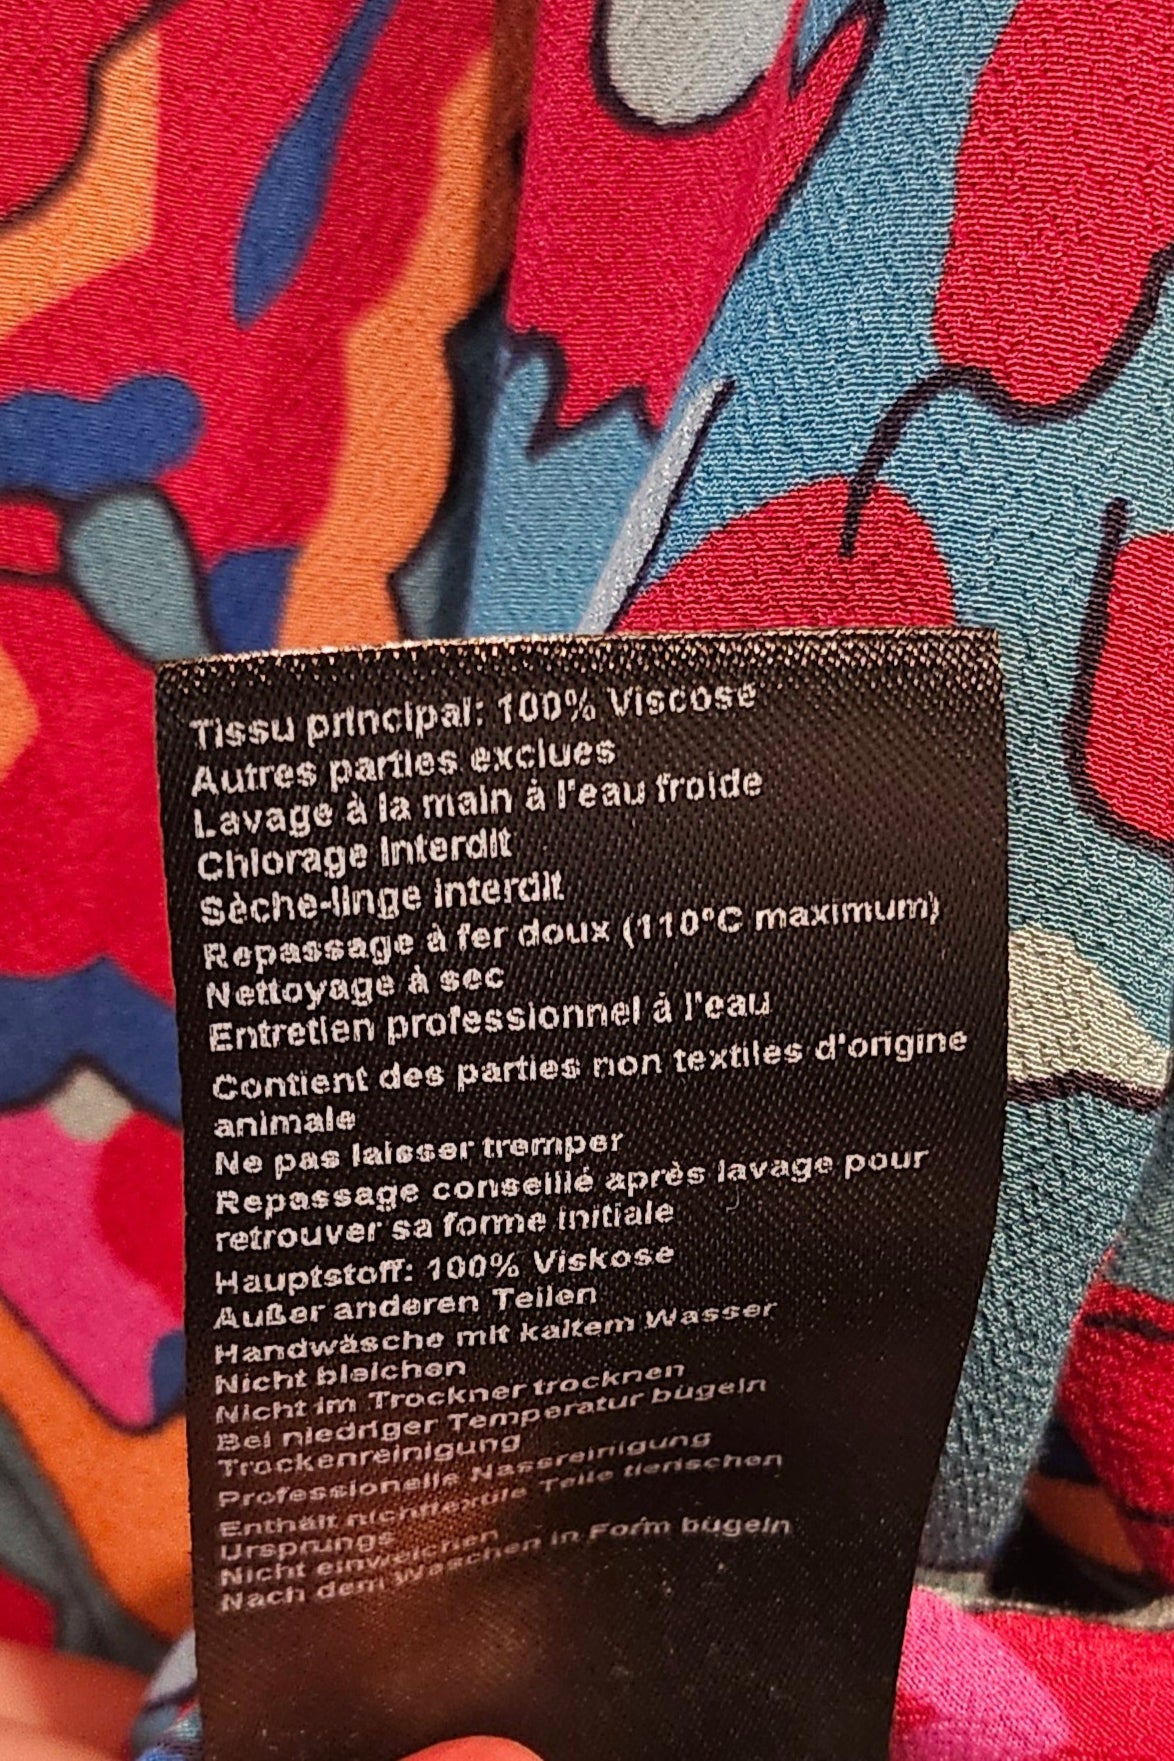 Tissu principal: 100% Viscose
Autres parties exclues
Lavage à la main à l'eau froide
Chlorage interdit
Sèche-linge interdit
Repassage à fer doux (110°C maximum)
Nettoyage à sec
Entretien professionnel à l'eau
Contient des parties non textiles d'origine
animale
Ne pas laisser tremper
Repassage conseillé après lavage pour
retrouver sa forme initiale
Hauptstoff: 100% Viskose
Außer anderen Teilen
Handwäsche mit kaltem Wasser
Nicht bleichen
Nicht im Trockner trocknen
Bei niedriger Temperatur bügeln
Trockenreinigung
Professionelle Nassreinigung
Enthält nichttextile Teile tierischen
Ursprungs
Nicht einweichen
Nach dem Waschen in Form bügeln